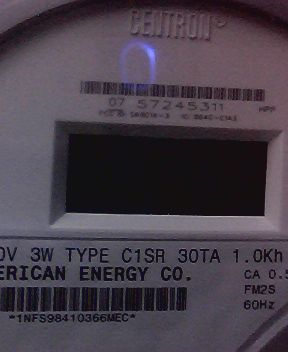 CENTRON
07 57245311
0V 3W TYPE C1SR 30TA 1.0Kh
ERICAN ENERGY CO.
CA 0.5
FM2S
60Hz
*1NFS98410366MEC*